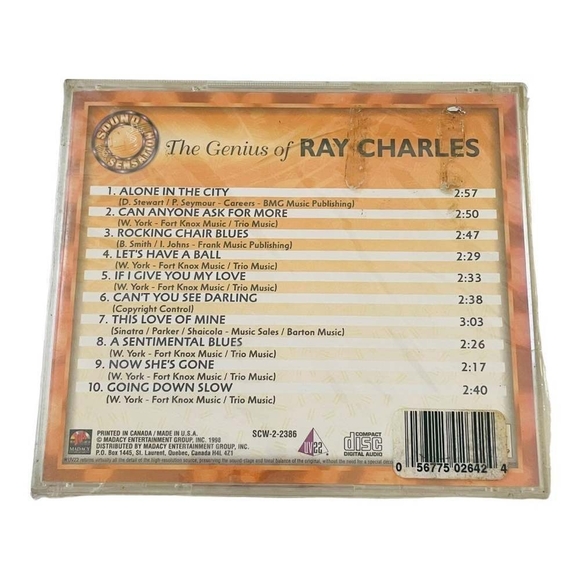 SOUND SENSATIONS
The Genius of RAY CHARLES
1. ALONE IN THE CITY 2:57
(D. Stewart / P. Seymour - Careers - BMG Music Publishing)
2. CAN ANYONE ASK FOR MORE 2:50
(W. York - Fort Knox Music / Trio Music)
3. ROCKING CHAIR BLUES 2:47
(B. Smith / I. Johns - Frank Music Publishing)
4. LET'S HAVE A BALL 2:29
(W. York - Fort Knox Music / Trio Music)
5. IF I GIVE YOU MY LOVE 2:33
(W. York - Fort Knox Music / Trio Music)
6. CAN'T YOU SEE DARLING 2:38
(Copyright Control)
7. THIS LOVE OF MINE 3:03
(Sinatra / Parker / Shaicola - Music Sales / Barton Music)
8. A SENTIMENTAL BLUES 2:26
(W. York - Fort Knox Music / Trio Music)
9. NOW SHE'S GONE 2:17
(W. York - Fort Knox Music / Trio Music)
10. GOING DOWN SLOW 2:40
(W. York - Fort Knox Music / Trio Music)
MADACY
PRINTED IN CANADA / MADE IN U.S.A.
© MADACY ENTERTAINMENT GROUP, INC. 1998
DISTRIBUTED BY MADACY ENTERTAINMENT GROUP, INC.
P.O. Box 1445, St. Laurent, Quebec, Canada H4L 4Z1
SCW-2-2386
22
COMPACT
disc
DIGITAL AUDIO
0 56775 02642 4